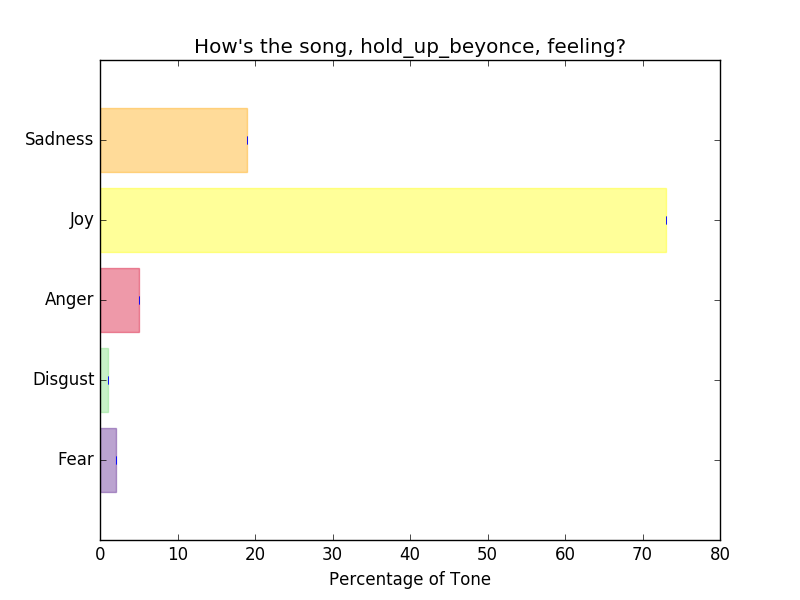 How's the song, hold_up_beyonce, feeling?
Sadness
Joy
Anger
Disgust
Fear
0 10 20 30 40 50 60 70 80
Percentage of Tone